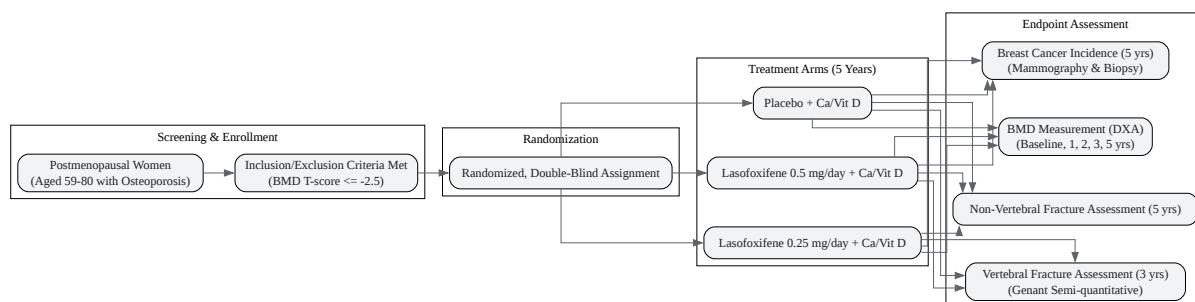 Screening & Enrollment
Postmenopausal Women
(Aged 59-80 with Osteoporosis)
Inclusion/Exclusion Criteria Met
(BMD T-score <= -2.5)
Randomization
Randomized, Double-Blind Assignment
Treatment Arms (5 Years)
Placebo + Ca/Vit D
Lasofoxifene 0.5 mg/day + Ca/Vit D
Lasofoxifene 0.25 mg/day + Ca/Vit D
Endpoint Assessment
Breast Cancer Incidence (5 yrs)
(Mammography & Biopsy)
BMD Measurement (DXA)
(Baseline, 1, 2, 3, 5 yrs)
Non-Vertebral Fracture Assessment (5 yrs)
Vertebral Fracture Assessment (3 yrs)
(Genant Semi-quantitative)